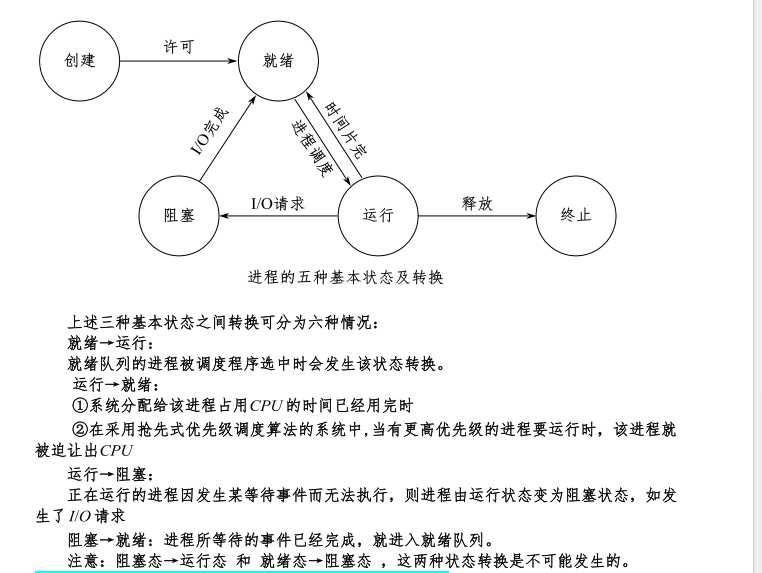 创建
许可
就绪
I/O完成
进程调度
时间片完
阻塞
I/O请求
运行
释放
终止
进程的五种基本状态及转换
上述三种基本状态之间转换可分为六种情况：
就绪→运行：
就绪队列的进程被调度程序选中时会发生该状态转换。
运行→就绪：
①系统分配给该进程占用CPU的时间已经用完时
②在采用抢先式优先级调度算法的系统中,当有更高优先级的进程要运行时，该进程就
被迫让出CPU
运行→阻塞：
正在运行的进程因发生某等待事件而无法执行，则进程由运行状态变为阻塞状态，如发
生了I/O请求
阻塞→就绪：进程所等待的事件已经完成，就进入就绪队列。
注意：阻塞态→运行态 和 就绪态→阻塞态 ，这两种状态转换是不可能发生的。